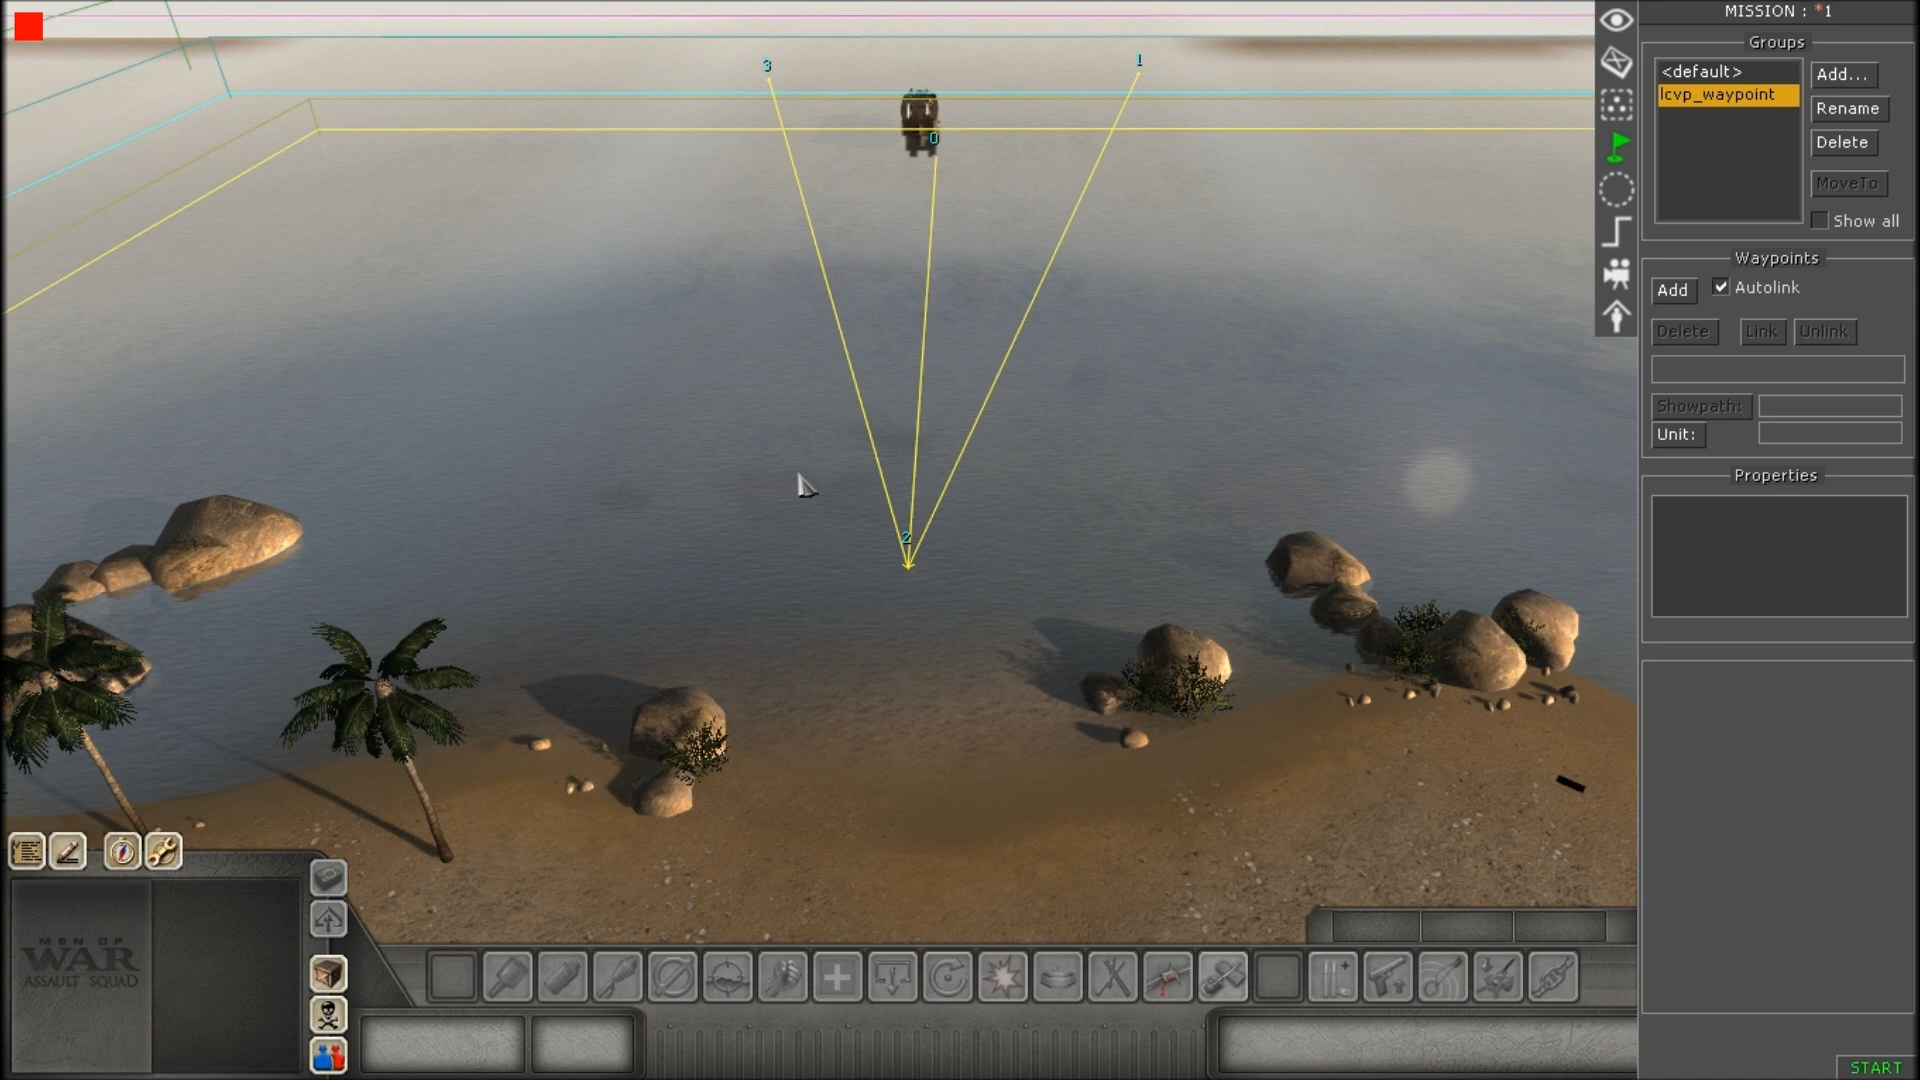 MISSION : *1
Groups
<default>
lcvp_waypoint
Add...
Rename
Delete
MoveTo
Show all
Waypoints
Add
Autolink
Delete
Link
Unlink
Showpath:
Unit:
Properties
3
1
0
2
MEN OF
WAR
ASSAULT SQUAD
START